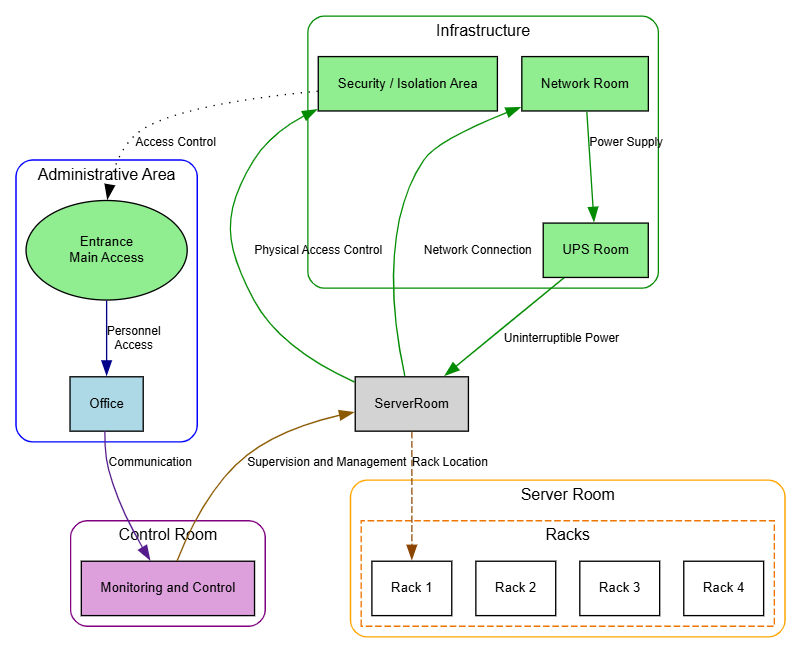 Infrastructure
Security / Isolation Area
Network Room
Access Control
Power Supply
Administrative Area
Entrance
Main Access
Physical Access Control
Network Connection
UPS Room
Personnel
Access
Uninterruptible Power
Office
ServerRoom
Communication
Supervision and Management
Rack Location
Server Room
Control Room
Racks
Monitoring and Control
Rack 1
Rack 2
Rack 3
Rack 4